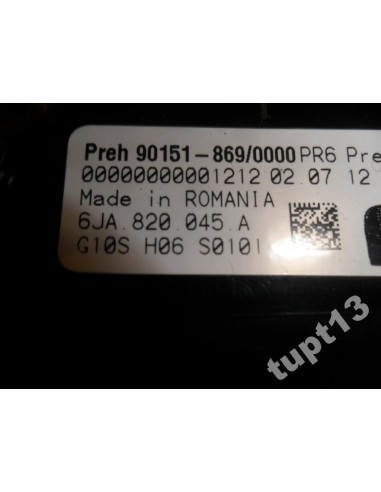 Preh 90151-869/0000 PR6 Pre
00000000001212 02.07 12
Made in ROMANIA
6JA.820.045.A
G10S H06 S0101
tupt13